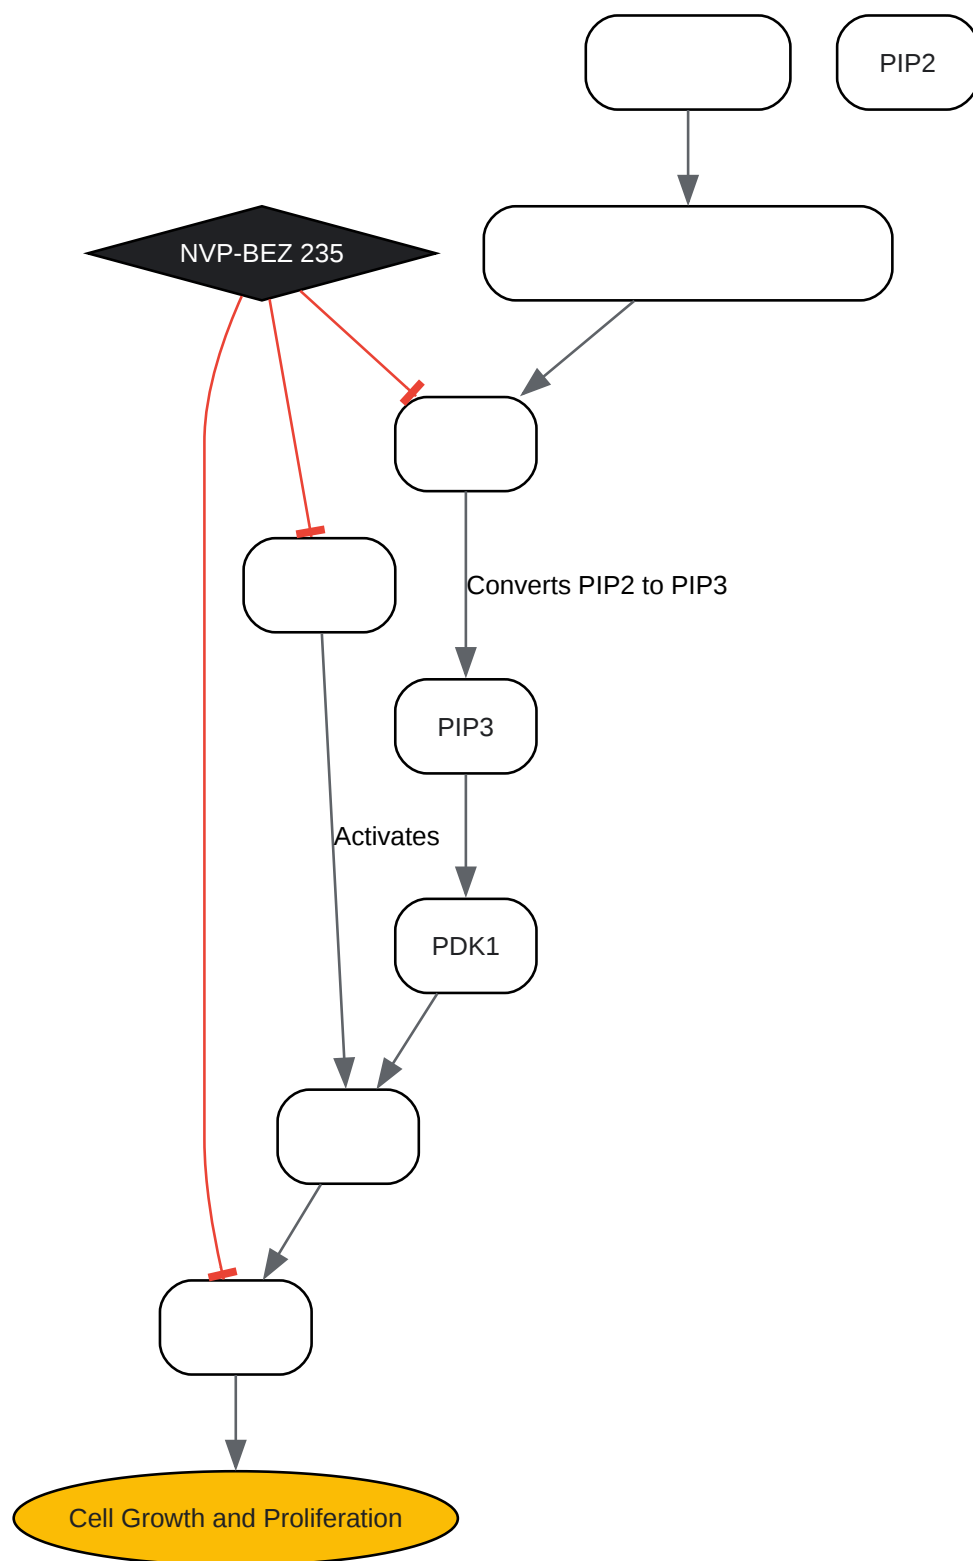 PIP2
NVP-BEZ 235
Converts PIP2 to PIP3
PIP3
Activates
PDK1
Cell Growth and Proliferation